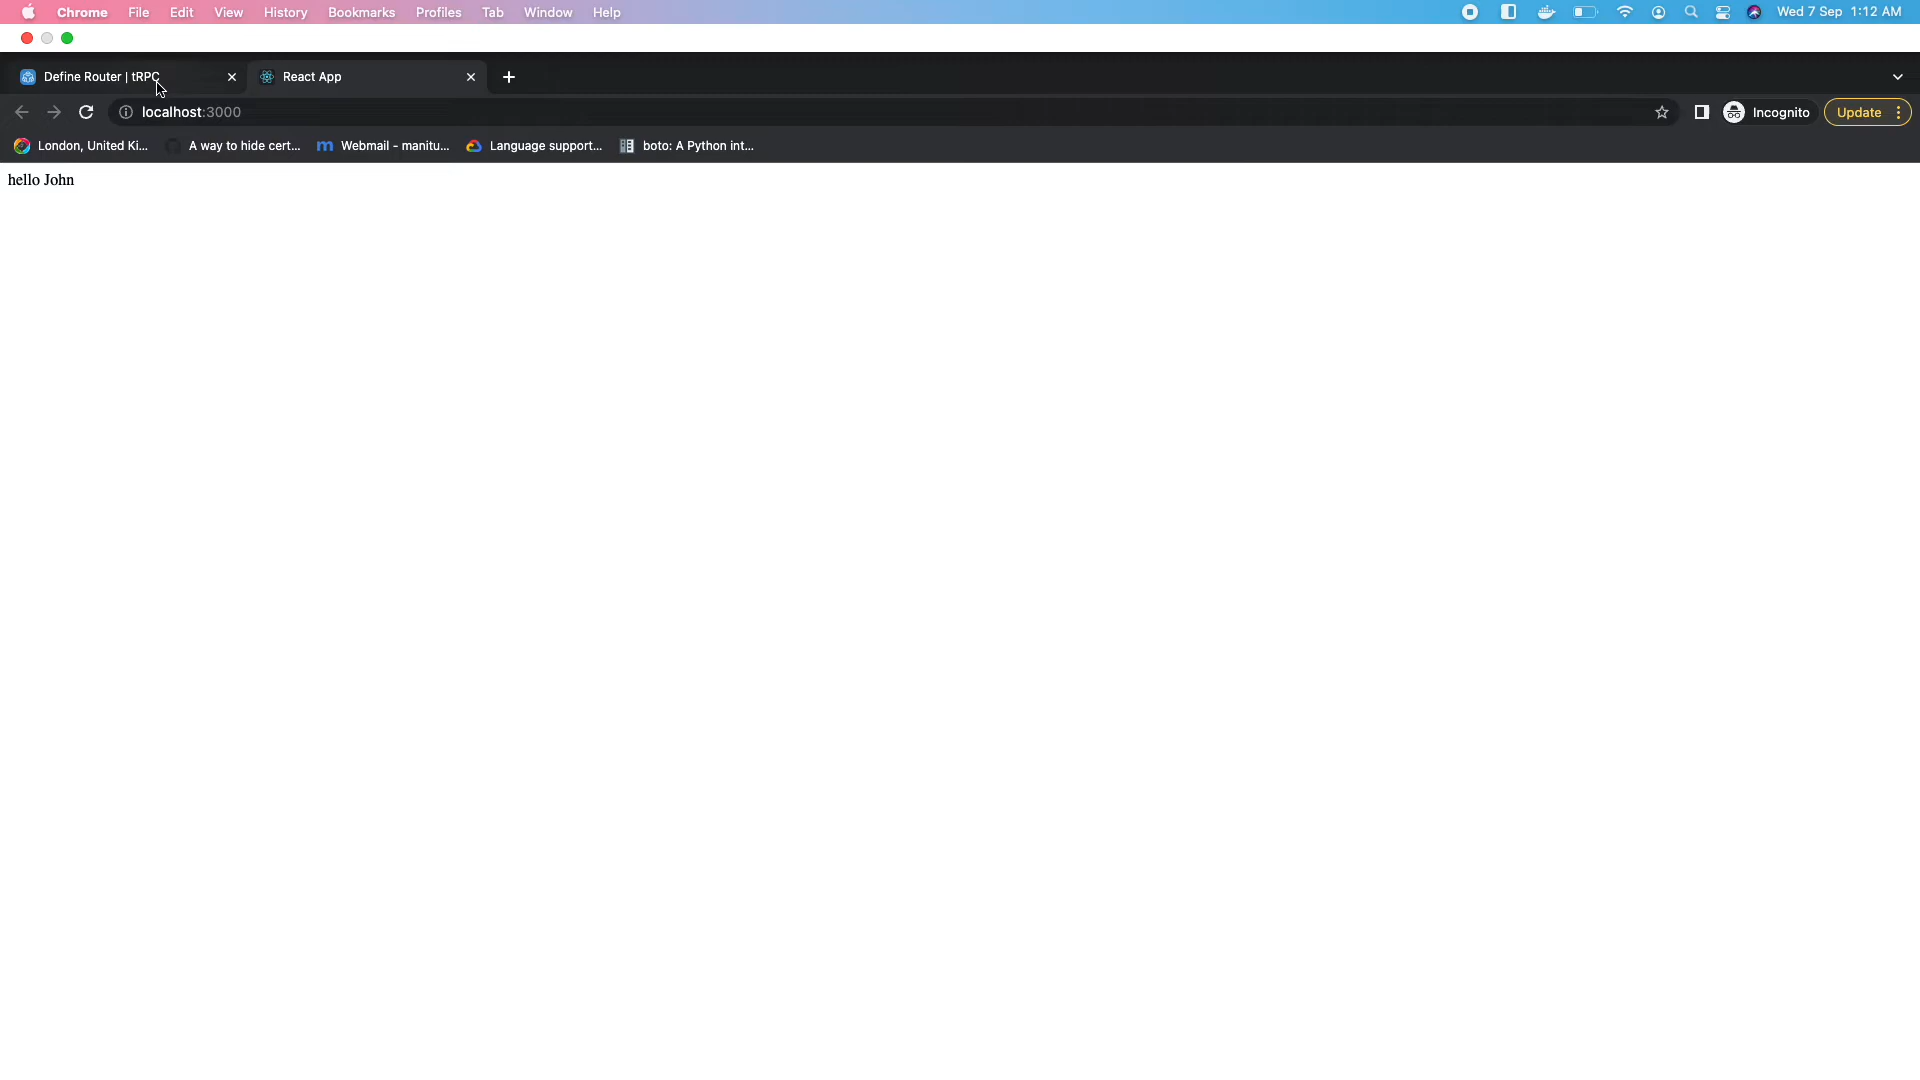 Chrome File Edit View History Bookmarks Profiles Tab Window Help Wed 7 Sep 1:12 AM
Define Router | tRPC React App
localhost:3000 Incognito Update
London, United Ki... A way to hide cert... m Webmail - manitu... Language support... boto: A Python int...
hello John